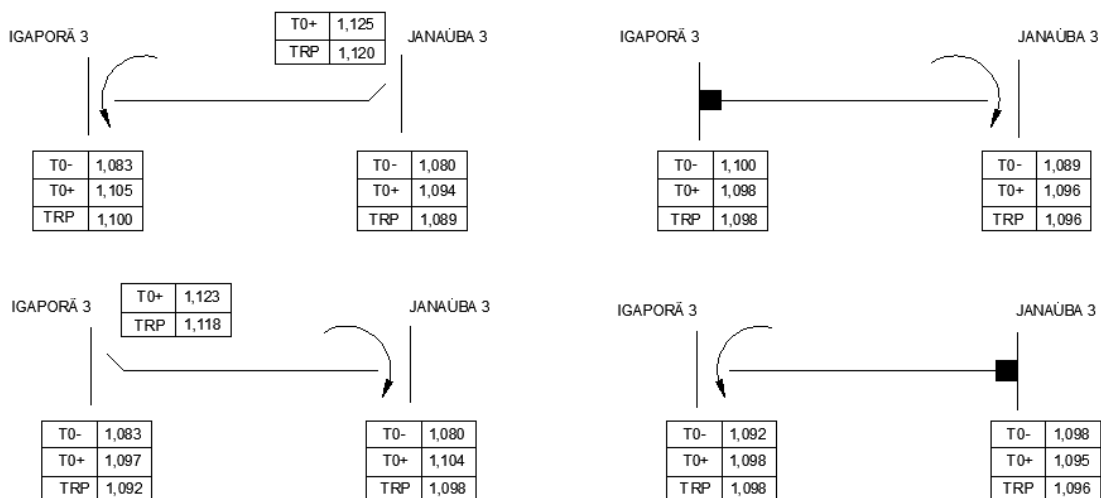 IGAPORÃ 3
T0+ 1,125
TRP 1,120
JANAÚBA 3
T0- 1,083
T0+ 1,105
TRP 1,100
T0- 1,080
T0+ 1,094
TRP 1,089
IGAPORÃ 3
JANAÚBA 3
T0- 1,100
T0+ 1,098
TRP 1,098
T0- 1,089
T0+ 1,096
TRP 1,096
IGAPORÃ 3
T0+ 1,123
TRP 1,118
JANAÚBA 3
T0- 1,083
T0+ 1,097
TRP 1,092
T0- 1,080
T0+ 1,104
TRP 1,098
IGAPORÃ 3
JANAÚBA 3
T0- 1,092
T0+ 1,098
TRP 1,098
T0- 1,098
T0+ 1,095
TRP 1,096